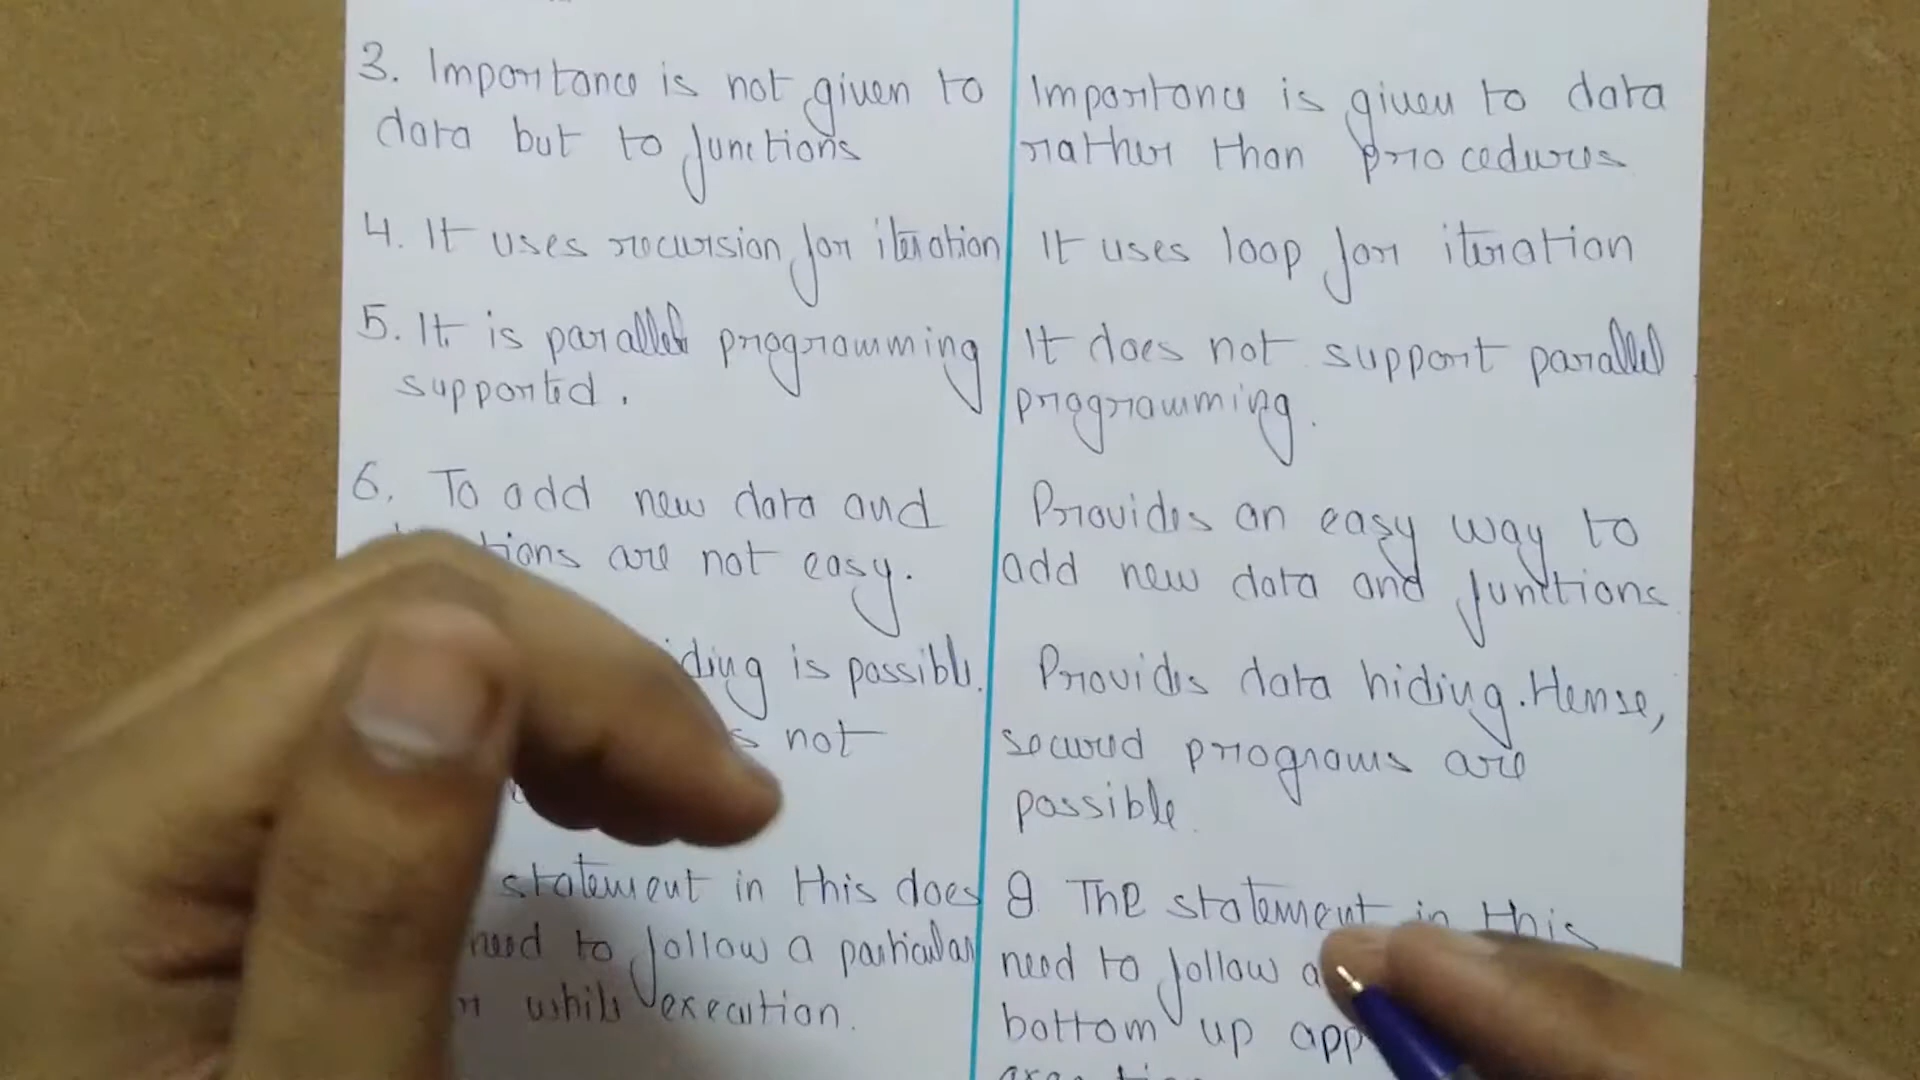 3. Importance is not given to
data but to functions
4. It uses recursion for iteration
5. It is parallel programming
supported.
6. To add new data and
are not easy.
is possible.
not
statement in this does
need to follow a particular
while execution.
Importance is given to data
rather than procedures
It uses loop for iteration
It does not support parallel
programming.
Provides an easy way to
add new data and funtions
Provides data hiding. Hense,
secured programs are
possible.
8. The statement in this
need to follow a
bottom up